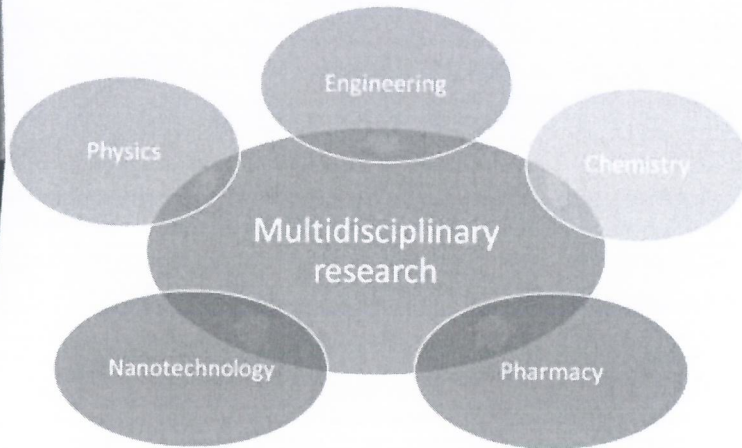 Engineering
Physics
Chemistry
Multidisciplinary
research
Nanotechnology
Pharmacy